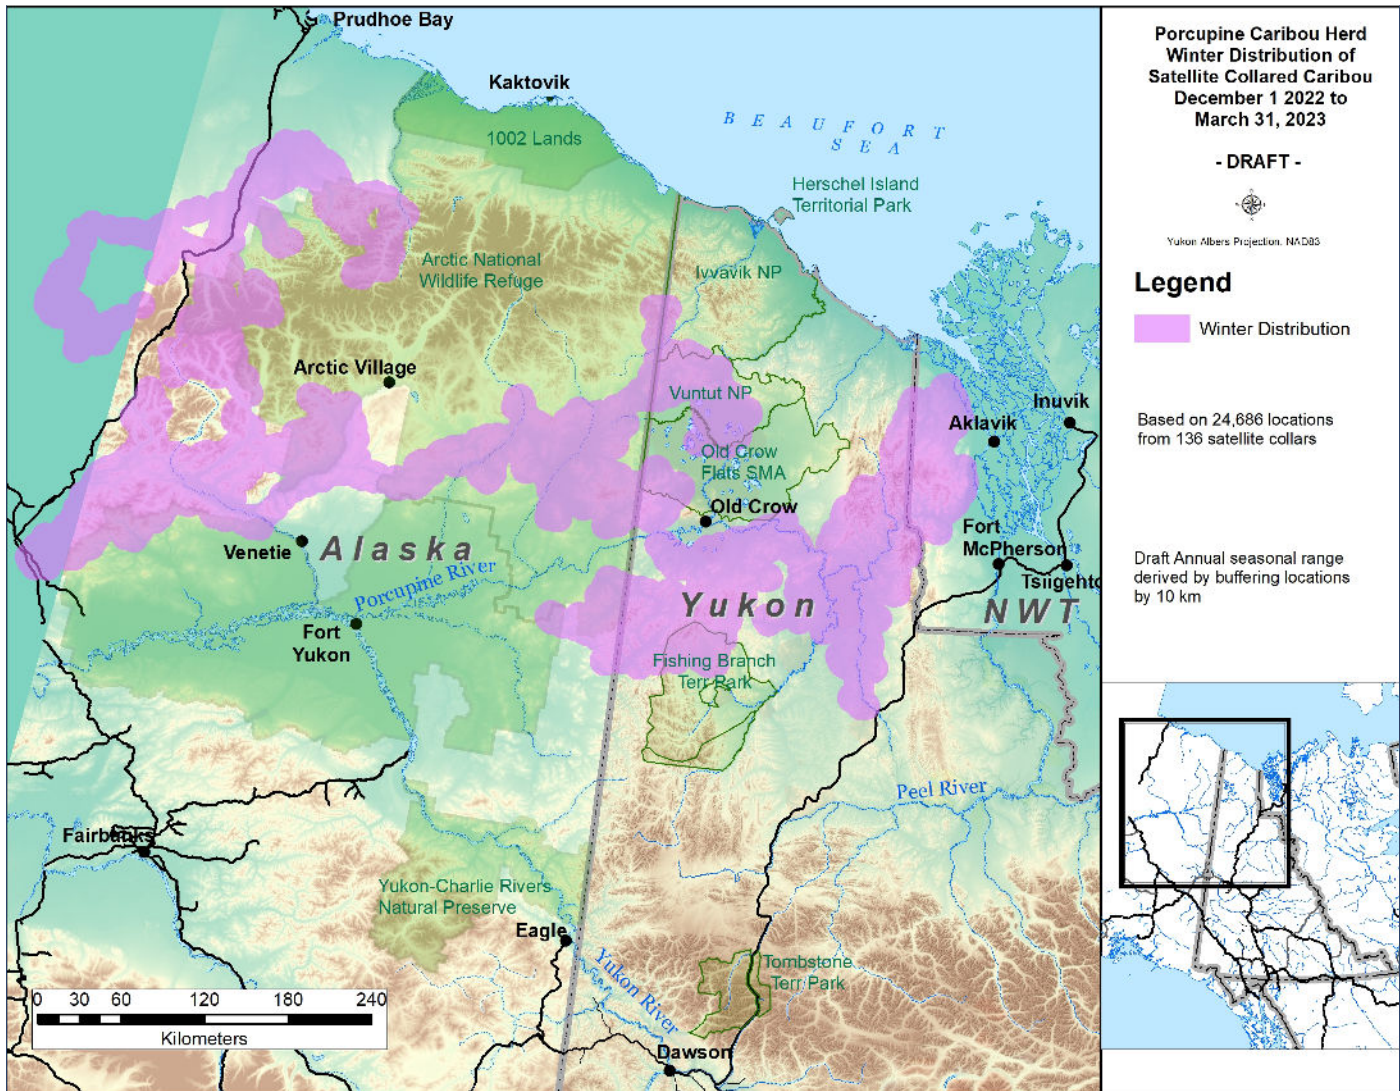 Prudhoe Bay
Kaktovik
1002 Lands
BEAUFORT
SEA
Herschel Island
Territorial Park
Arctic National
Wildlife Refuge
Ivvavik NP
Arctic Village
Vuntut NP
Inuvik
Aklavik
Old Crow
Flats SMA
Old Crow
Fort
McPherson
Venetie
Alaska
Tsiigehtc
Porcupine River
Yukon
NWT
Fort
Yukon
Fishing Branch
Terr Park
Peel River
Fairbanks
Yukon-Charlie Rivers
Natural Preserve
Eagle
Yukon River
Tombstone
Terr Park
Dawson
0 30 60 120 180 240
Kilometers
Porcupine Caribou Herd
Winter Distribution of
Satellite Collared Caribou
December 1 2022 to
March 31, 2023
- DRAFT -
Yukon Albers Projection. NAD83
Legend
Winter Distribution
Based on 24,686 locations
from 136 satellite collars
Draft Annual seasonal range
derived by buffering locations
by 10 km